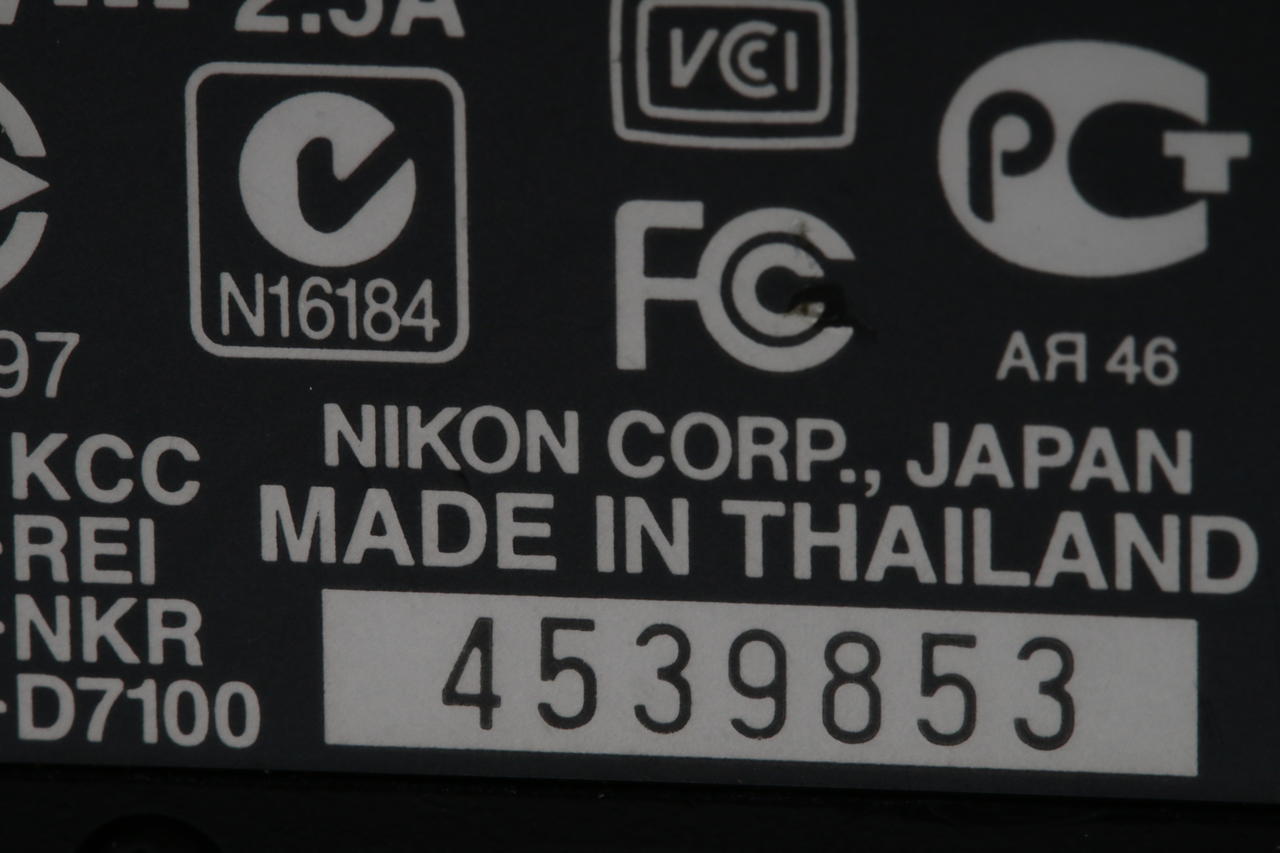 2.5A
VCCI
PCT
N16184
FC
97
АЯ 46
KCC
NIKON CORP., JAPAN
-REI
MADE IN THAILAND
-NKR
-D7100
4539853